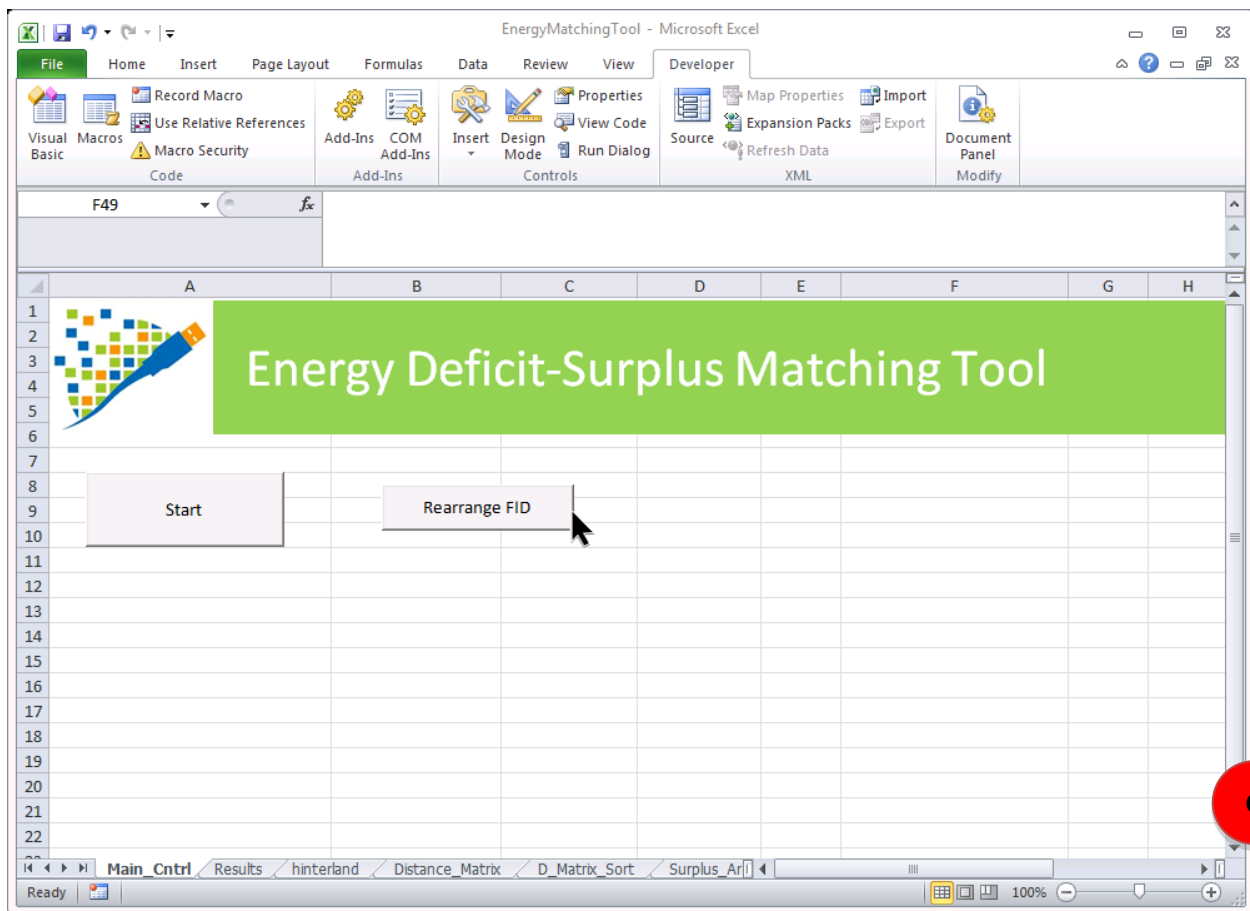 EnergyMatchingTool - Microsoft Excel
File Home Insert Page Layout Formulas Data Review View Developer
Record Macro Properties Map Properties Import
Use Relative References View Code Expansion Packs Export
Visual Basic Macros Macro Security Add-Ins COM Add-Ins Insert Design Mode Run Dialog Source Refresh Data Document Panel
Code Add-Ins Controls XML Modify
F49 fx
A B C D E F G H
1
2
3 Energy Deficit-Surplus Matching Tool
4
5
6
7
8
9 Start Rearrange FID
10
11
12
13
14
15
16
17
18
19
20
21
22
Main_Cntrl Results hinterland Distance_Matrix D_Matrix_Sort Surplus_Ar
Ready 100%